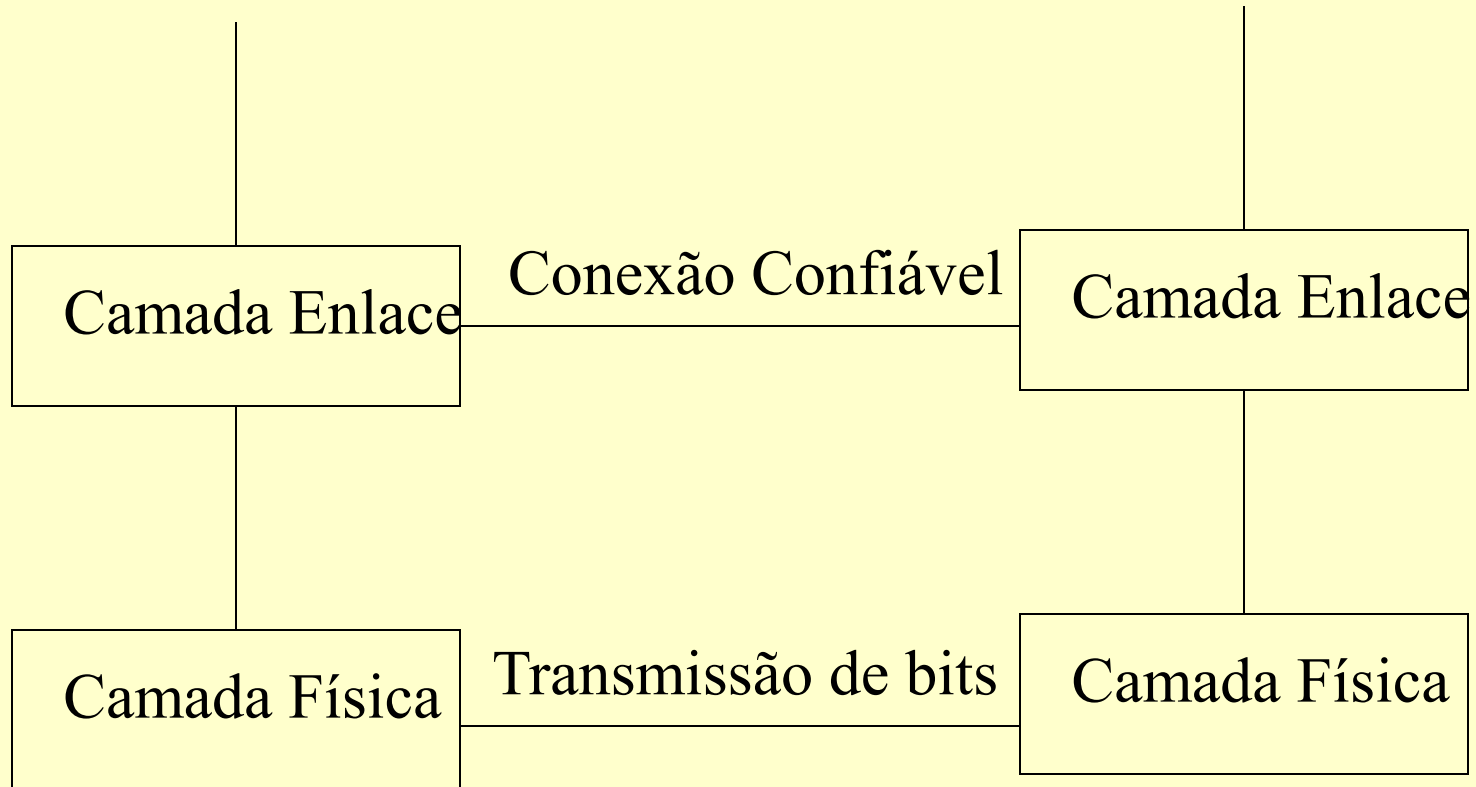 Camada Enlace
Conexão Confiável
Camada Enlace
Camada Física
Transmissão de bits
Camada Física